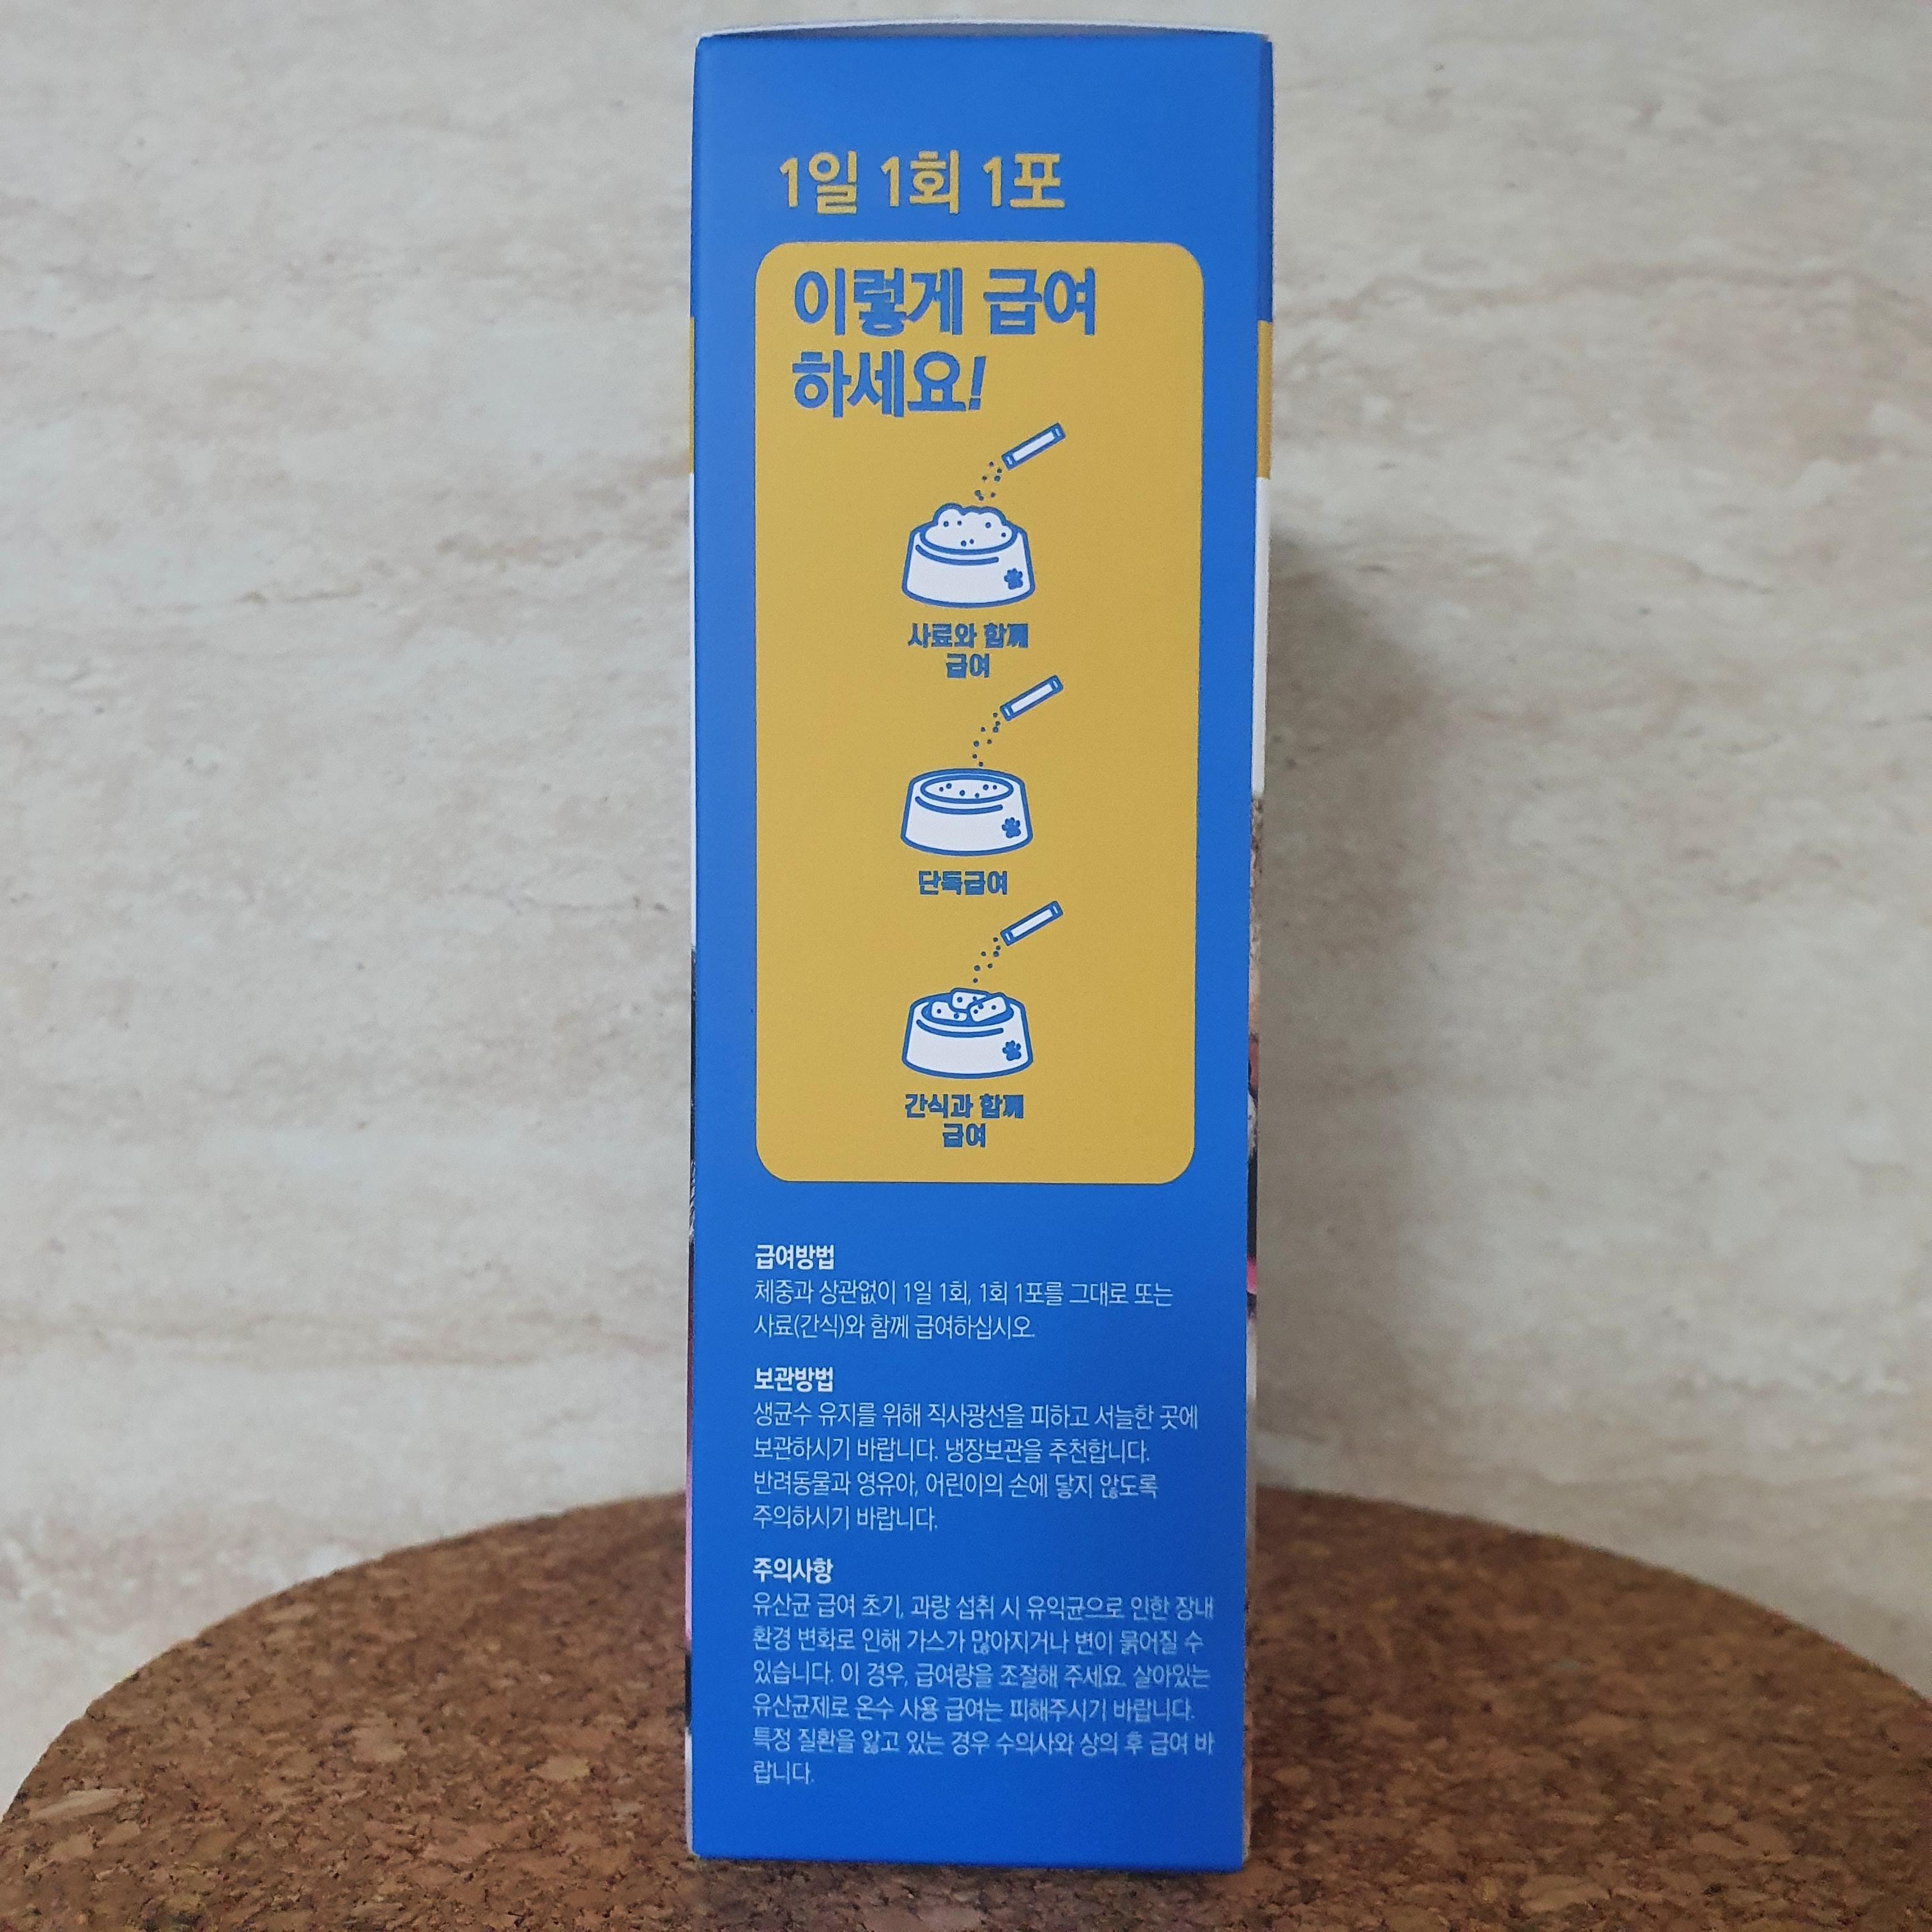 1일 1회 1포
이렇게 급여
하세요!
사료와 함께
급여
단독급여
간식과 함께
급여
급여방법
체중과 상관없이 1일 1회, 1회 1포를 그대로 또는
사료(간식)와 함께 급여하십시오.
보관방법
생균수 유지를 위해 직사광선을 피하고 서늘한 곳에
보관하시기 바랍니다. 냉장보관을 추천합니다.
반려동물과 영유아, 어린이의 손에 닿지 않도록
주의하시기 바랍니다.
주의사항
유산균 급여 초기, 과량 섭취 시 유익균으로 인한 장내
환경 변화로 인해 가스가 많아지거나 변이 묽어질 수
있습니다. 이 경우, 급여량을 조절해 주세요. 살아있는
유산균제로 온수 사용 급여는 피해주시기 바랍니다.
특정 질환을 앓고 있는 경우 수의사와 상의 후 급여 바
랍니다.